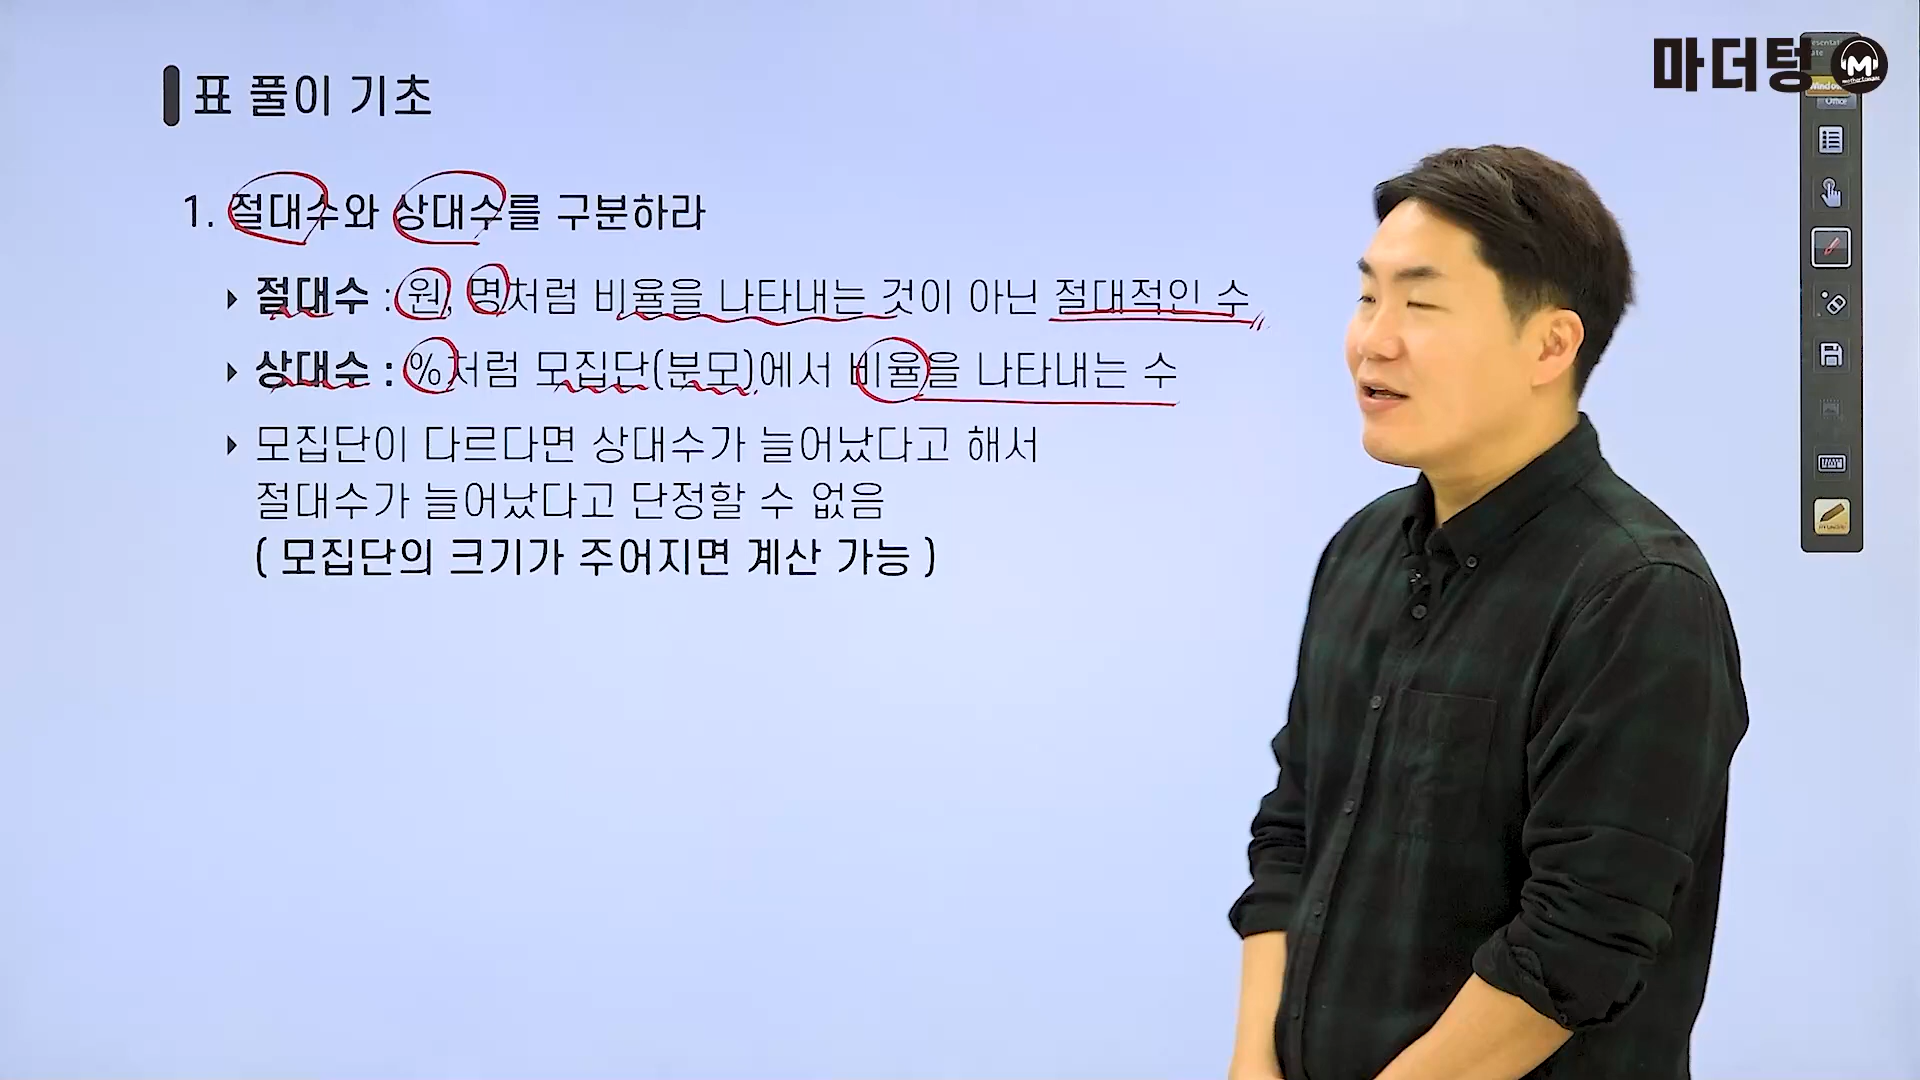 마더텅
표 풀이 기초
1. 절대수와 상대수를 구분하라
▸ 절대수 : 원, 명처럼 비율을 나타내는 것이 아닌 절대적인 수
▸ 상대수 : %처럼 모집단(분모)에서 비율을 나타내는 수
▸ 모집단이 다르다면 상대수가 늘어났다고 해서
절대수가 늘어났다고 단정할 수 없음
( 모집단의 크기가 주어지면 계산 가능 )
Office